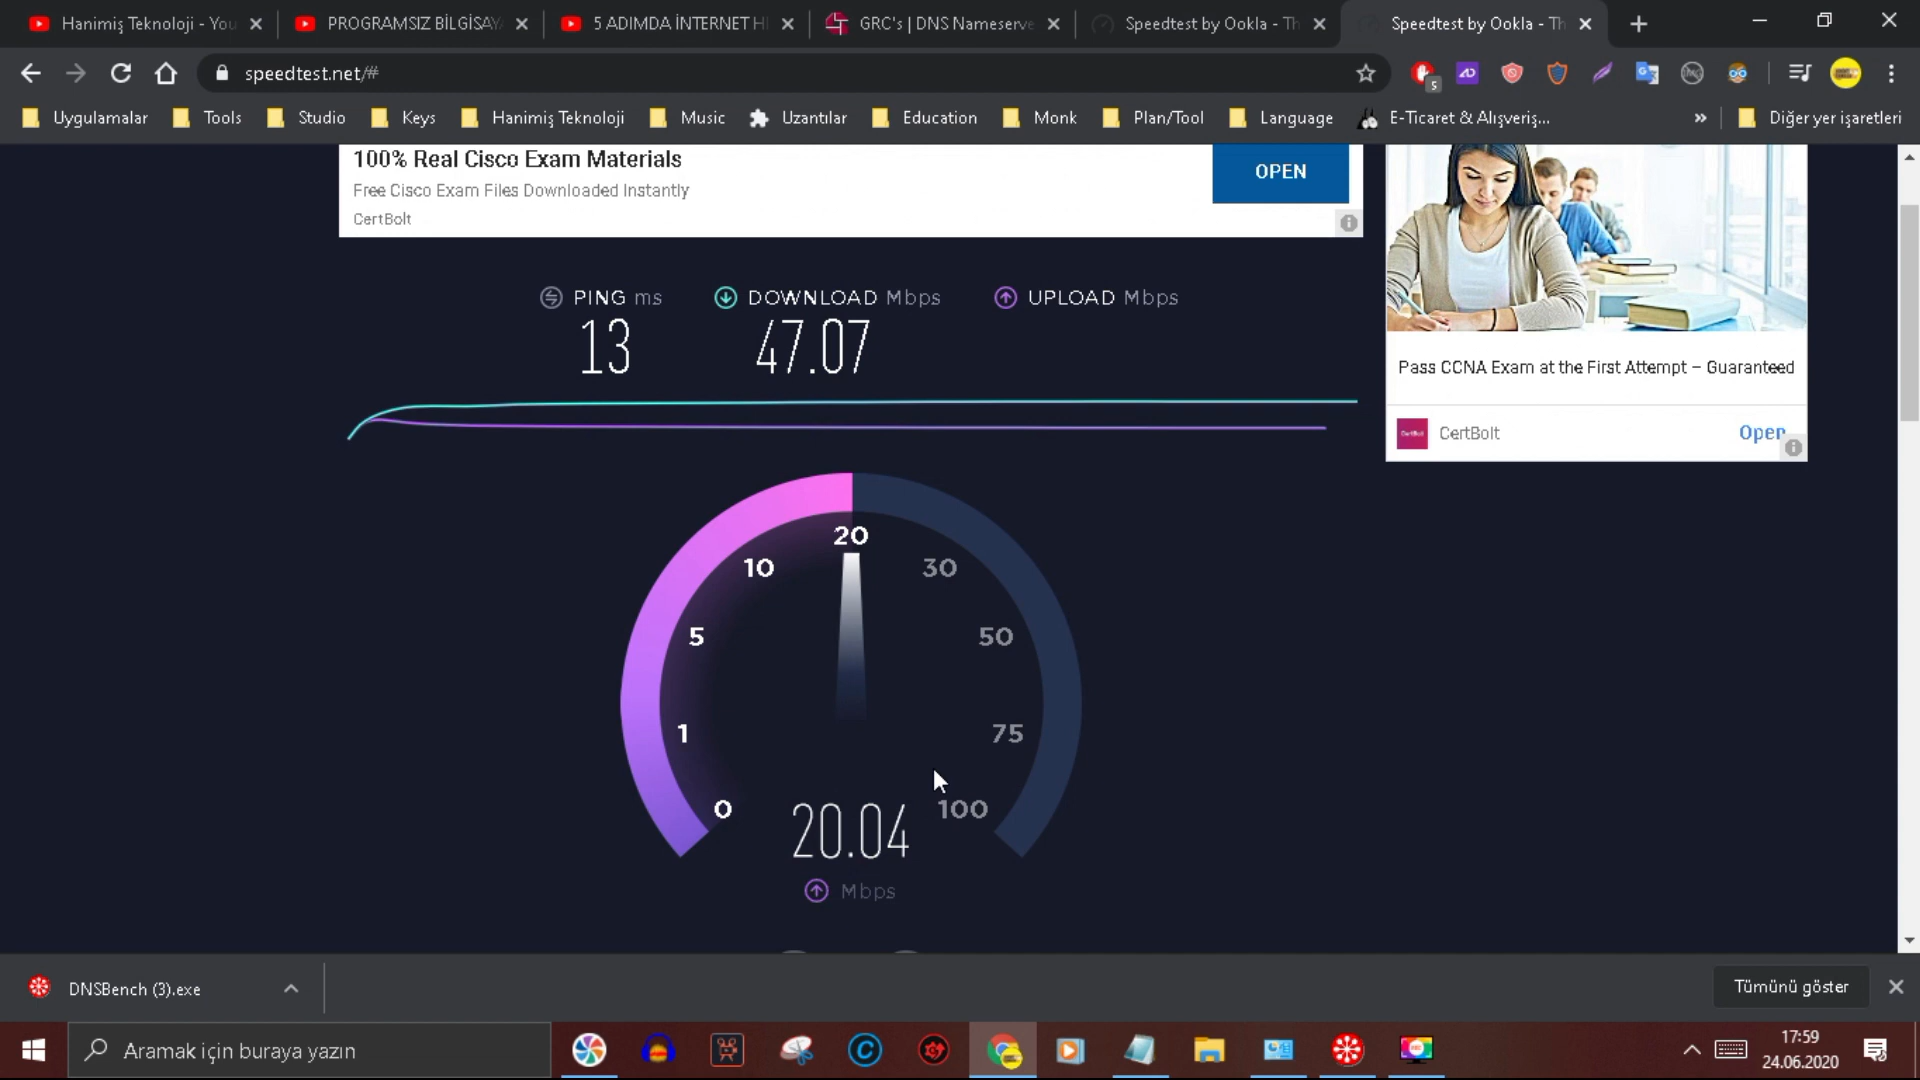 Hanimiş Teknoloji - You
PROGRAMSIZ BİLGİSAY
5 ADIMDA İNTERNET H
GRC's | DNS Nameserve
Speedtest by Ookla - Th
Speedtest by Ookla - Th
speedtest.net/#
5
Uygulamalar
Tools
Studio
Keys
Hanimiş Teknoloji
Music
Uzantılar
Education
Monk
Plan/Tool
Language
E-Ticaret & Alışveriş...
»
Diğer yer işaretleri
100% Real Cisco Exam Materials
Free Cisco Exam Files Downloaded Instantly
CertBolt
OPEN
Pass CCNA Exam at the First Attempt – Guaranteed
CertBolt
Open
PING ms
13
DOWNLOAD Mbps
47.07
UPLOAD Mbps
0
1
5
10
20
30
50
75
100
20.04
Mbps
DNSBench (3).exe
Tümünü göster
Aramak için buraya yazın
17:59
24.06.2020